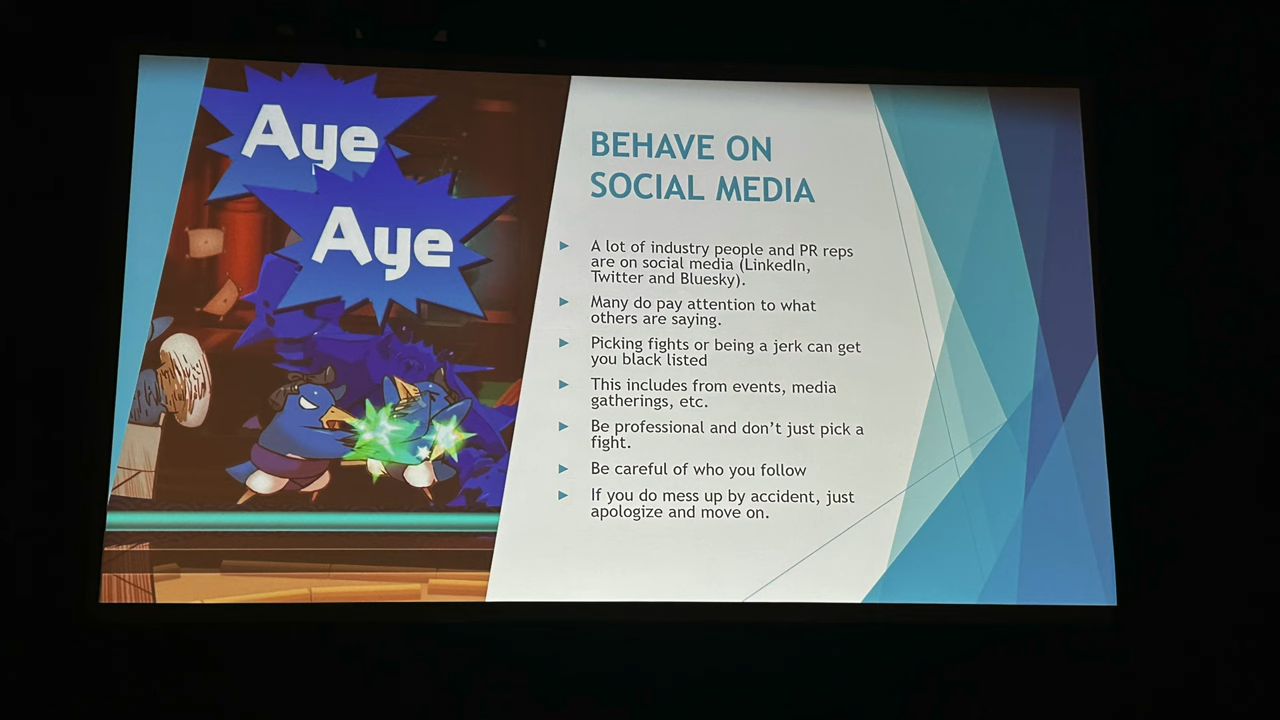 Aye
Aye
BEHAVE ON
SOCIAL MEDIA
A lot of industry people and PR reps
are on social media (LinkedIn,
Twitter and Bluesky).
Many do pay attention to what
others are saying.
Picking fights or being a jerk can get
you black listed
This includes from events, media
gatherings, etc.
Be professional and don’t just pick a
fight.
Be careful of who you follow
If you do mess up by accident, just
apologize and move on.